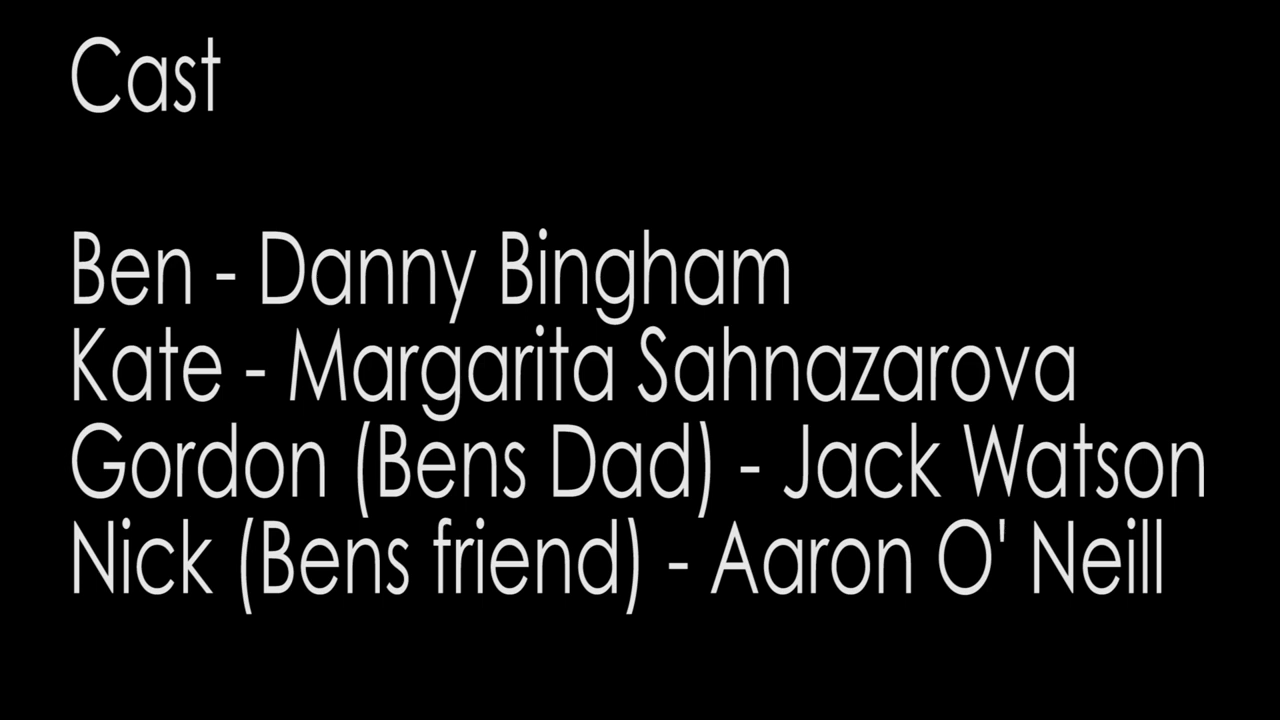 Cast
Ben - Danny Bingham
Kate - Margarita Sahnazarova
Gordon (Bens Dad) - Jack Watson
Nick (Bens friend) - Aaron O' Neill